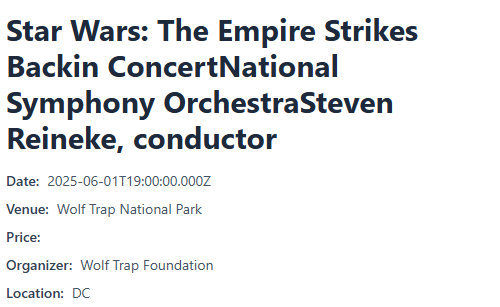 Star Wars: The Empire Strikes
Backin ConcertNational
Symphony OrchestraSteven
Reineke, conductor
Date: 2025-06-01T19:00:00.000Z
Venue: Wolf Trap National Park
Price:
Organizer: Wolf Trap Foundation
Location: DC